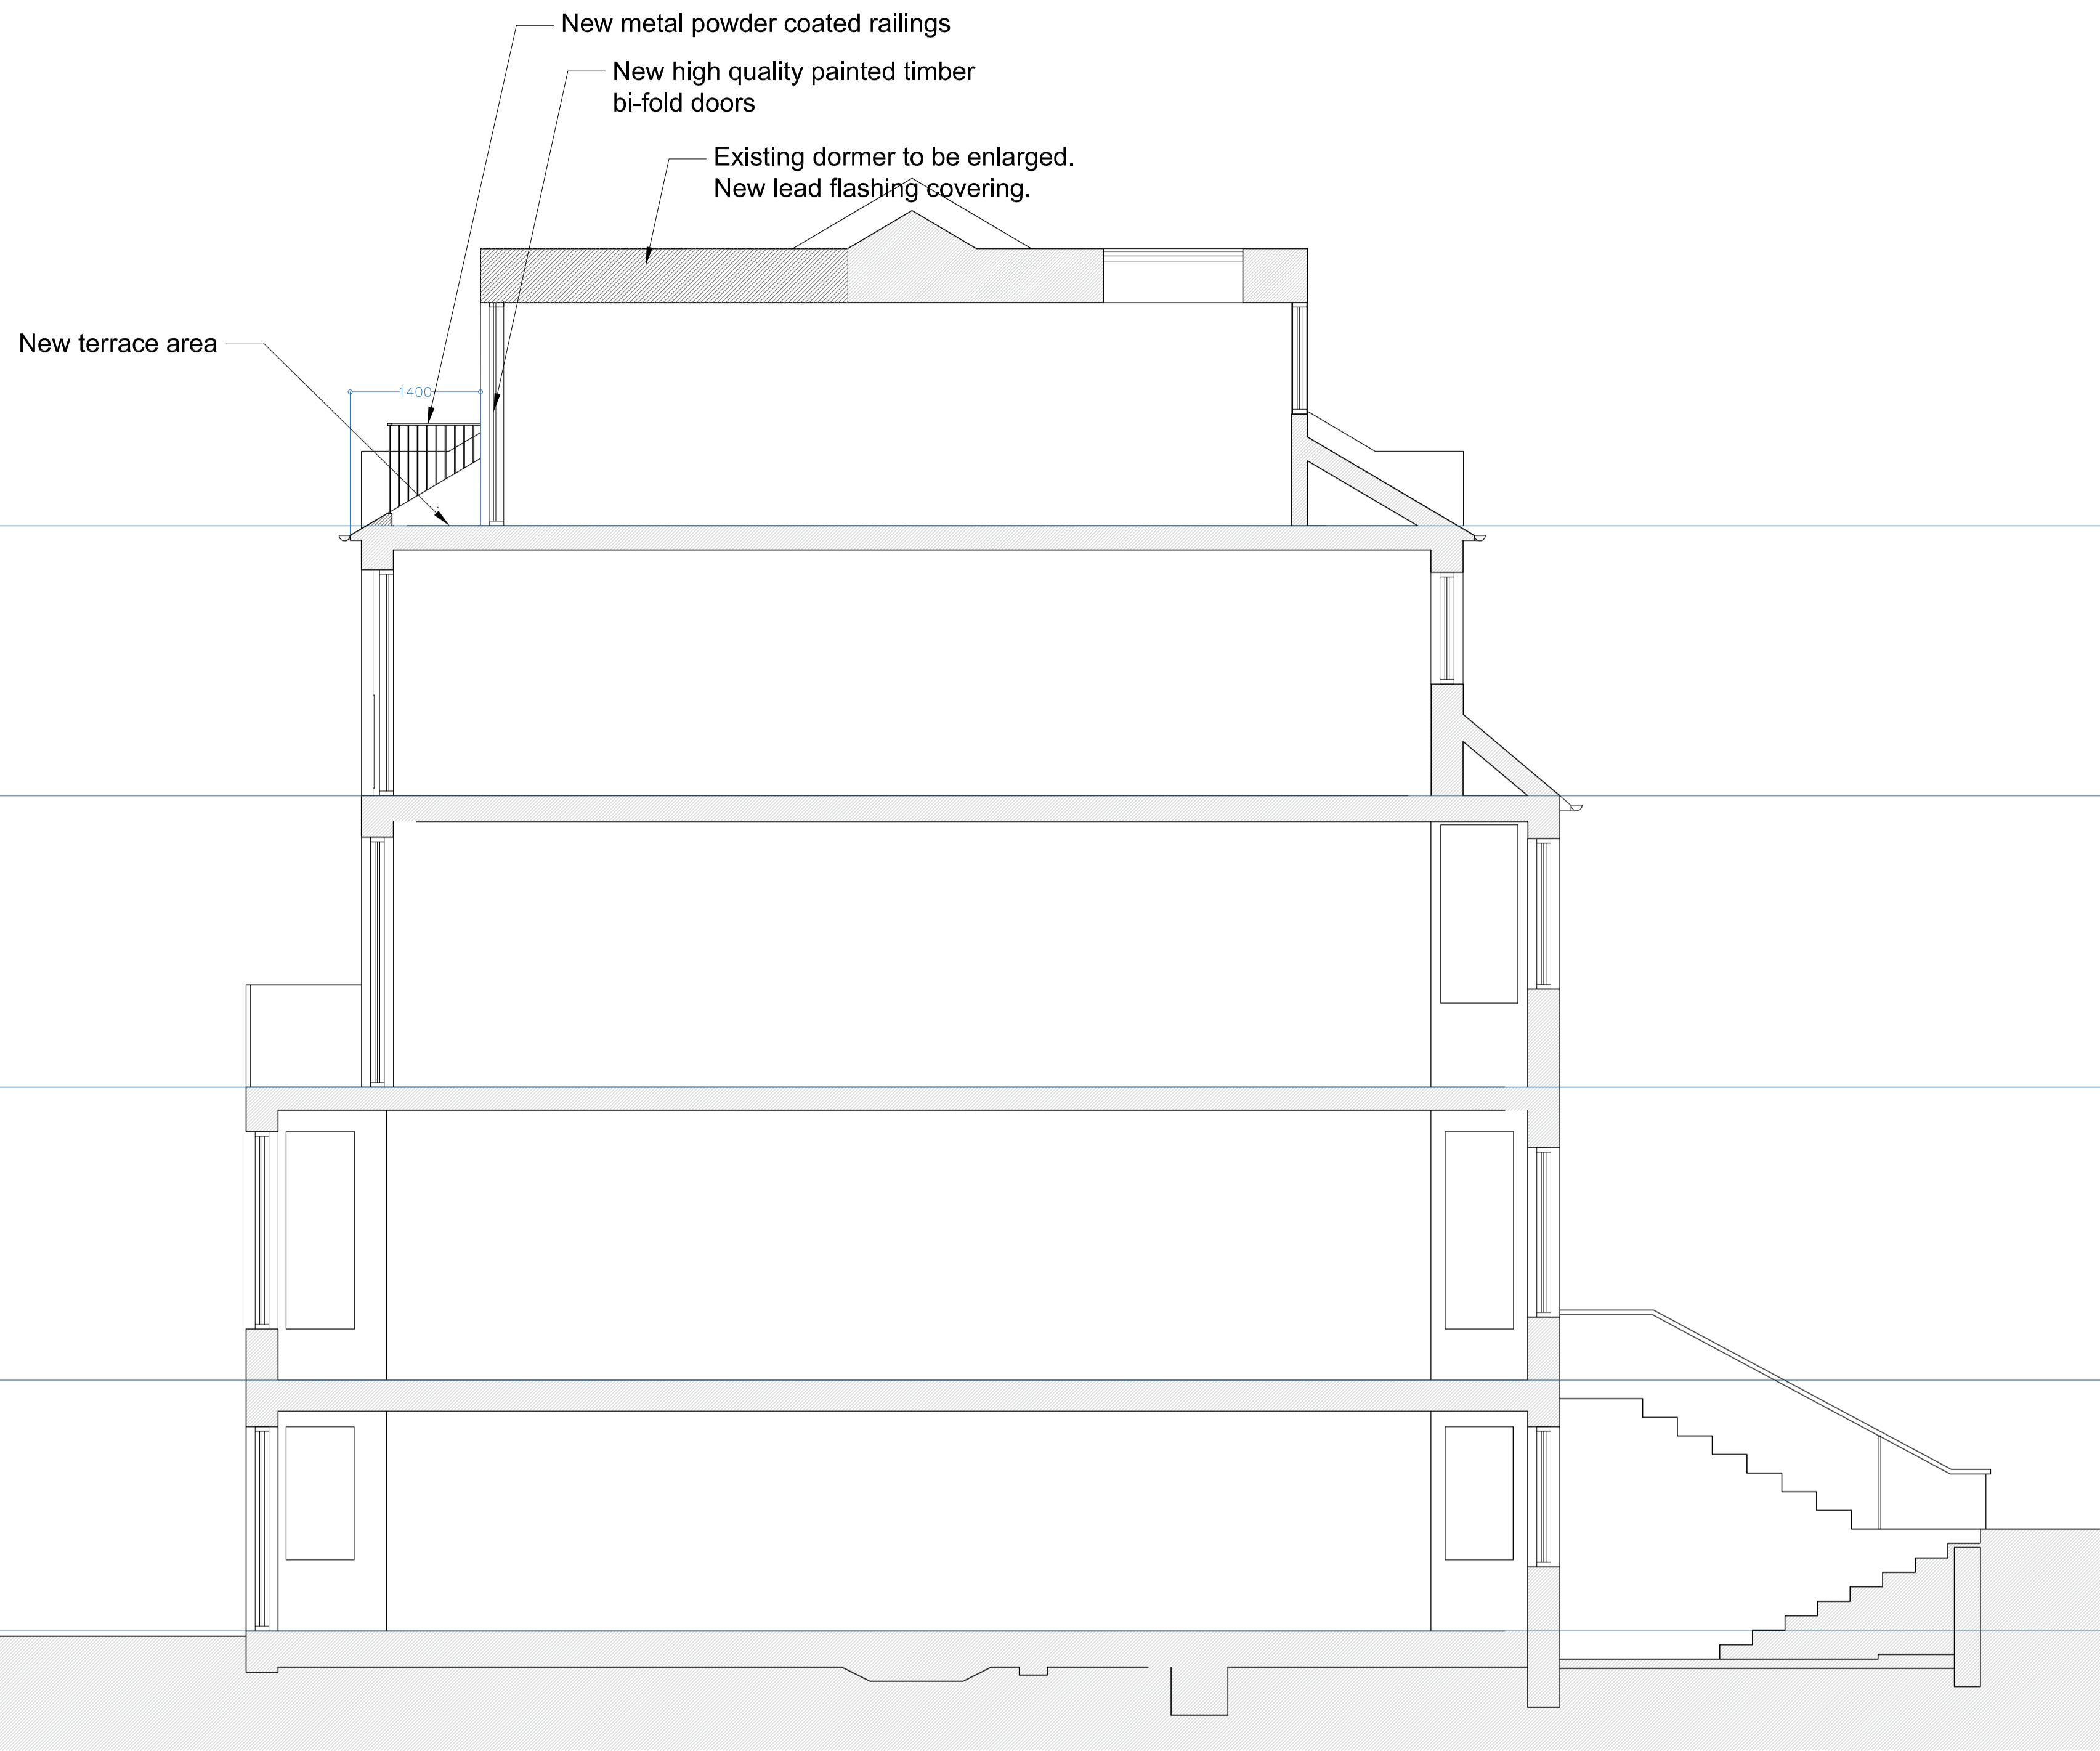 New metal powder coated railings
New high quality painted timber
bi-fold doors
Existing dormer to be enlarged.
New lead flashing covering.
New terrace area
1400